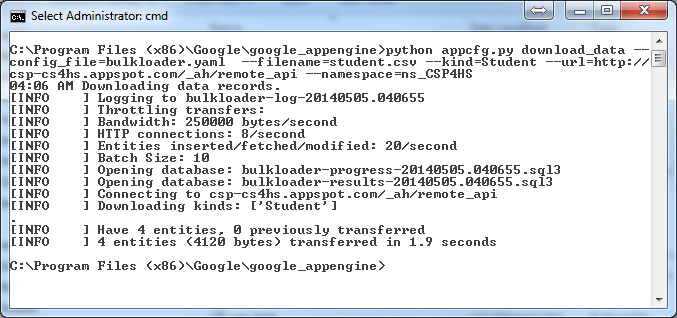 Select Administrator: cmd
C:\Program Files (x86)\Google\google_appengine>python appcfg.py download_data --
config_file=bulkloader.yaml  --filename=student.csv --kind=Student --url=http://
csp-cs4hs.appspot.com/_ah/remote_api --namespace=ns_CSP4HS
04:06 AM Downloading data records.
[INFO    ] Logging to bulkloader-log-20140505.040655
[INFO    ] Throttling transfers:
[INFO    ] Bandwidth: 250000 bytes/second
[INFO    ] HTTP connections: 8/second
[INFO    ] Entities inserted/fetched/modified: 20/second
[INFO    ] Batch Size: 10
[INFO    ] Opening database: bulkloader-progress-20140505.040655.sql3
[INFO    ] Opening database: bulkloader-results-20140505.040655.sql3
[INFO    ] Connecting to csp-cs4hs.appspot.com/_ah/remote_api
[INFO    ] Downloading kinds: ['Student']
.
[INFO    ] Have 4 entities, 0 previously transferred
[INFO    ] 4 entities (4120 bytes) transferred in 1.9 seconds
C:\Program Files (x86)\Google\google_appengine>